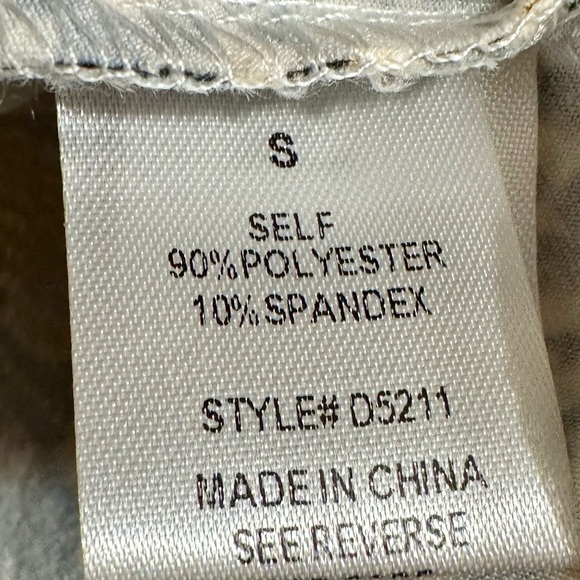 S
SELF
90%POLYESTER
10%SPANDEX
STYLE# D5211
MADE IN CHINA
SEE REVERSE